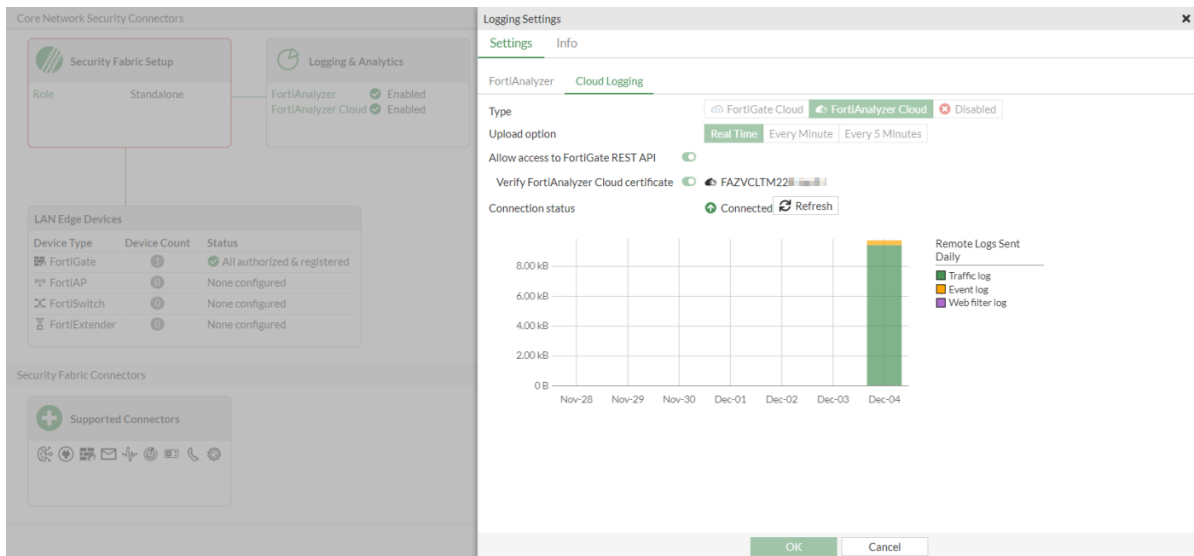 Core Network Security Connectors
Security Fabric Setup
Role Standalone
Logging & Analytics
FortiAnalyzer Enabled
FortiAnalyzer Cloud Enabled
LAN Edge Devices
Device Type Device Count Status
FortiGate 1 All authorized & registered
FortiAP 0 None configured
FortiSwitch 0 None configured
FortiExtender 0 None configured
Security Fabric Connectors
Supported Connectors
Logging Settings
Settings Info
FortiAnalyzer Cloud Logging
Type FortiGate Cloud FortiAnalyzer Cloud Disabled
Upload option Real Time Every Minute Every 5 Minutes
Allow access to FortiGate REST API
Verify FortiAnalyzer Cloud certificate FAZVCLTM22
Connection status Connected Refresh
8.00 kB
6.00 kB
4.00 kB
2.00 kB
0 B
Nov-28 Nov-29 Nov-30 Dec-01 Dec-02 Dec-03 Dec-04
Remote Logs Sent
Daily
Traffic log
Event log
Web filter log
OK Cancel